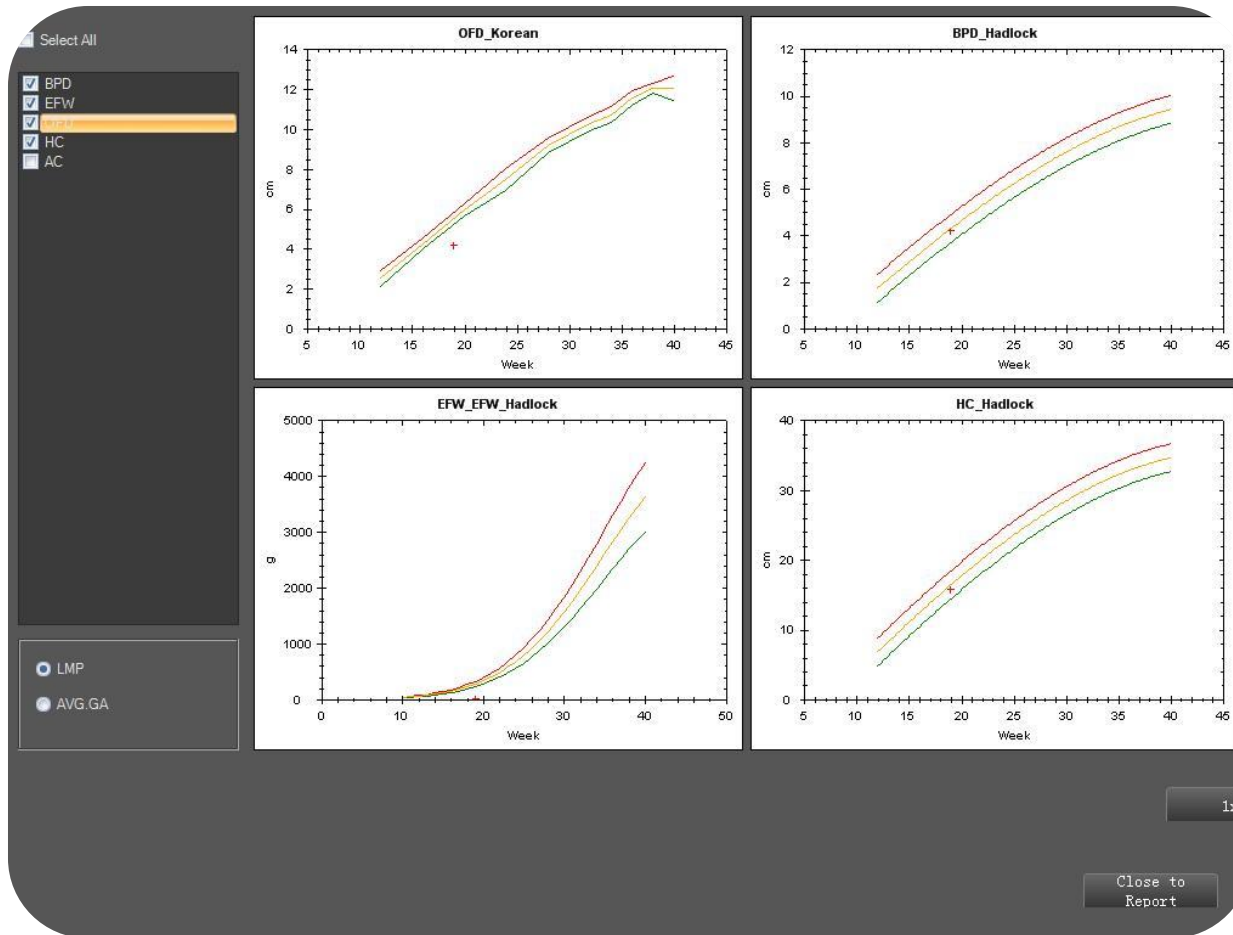 Select All
BPD
EFW
OFD
HC
AC
LMP
AVG.GA
OFD_Korean
14
12
10
8
6
4
2
0
cm
5 10 15 20 25 30 35 40 45
Week
BPD_Hadlock
12
10
8
6
4
2
0
cm
5 10 15 20 25 30 35 40 45
Week
EFW_EFW_Hadlock
5000
4000
3000
2000
1000
0
g
0 10 20 30 40 50
Week
HC_Hadlock
40
30
20
10
0
cm
5 10 15 20 25 30 35 40 45
Week
Close to
Report